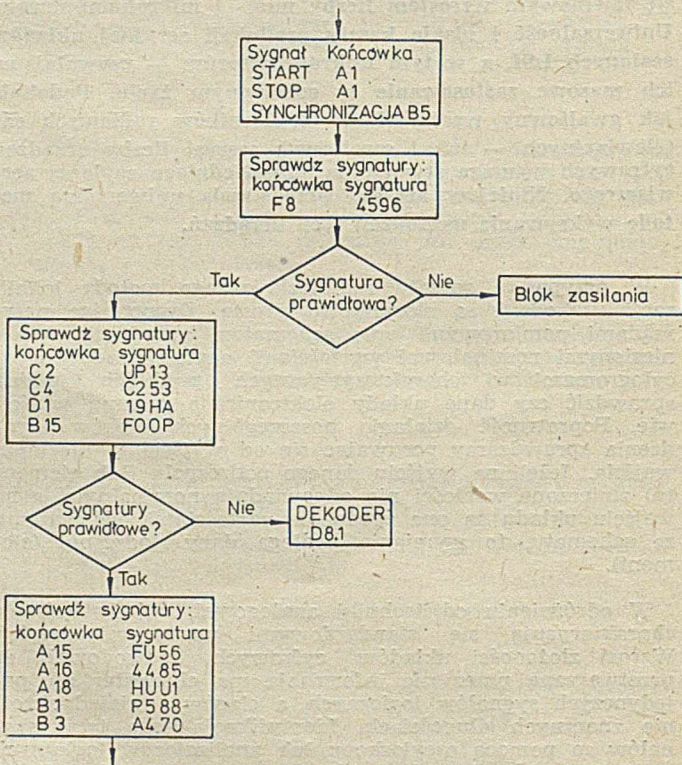 Sygnał Końcówka
START A1
STOP A1
SYNCHRONIZACJA B5
Sprawdz sygnatury:
końcówka sygnatura
F8 4596
Tak
Sygnatura
prawidłowa?
Nie
Blok zasilania
Sprawdź sygnatury:
końcówka sygnatura
C2 UP13
C4 C253
D1 19HA
B15 F00P
Sygnatury
prawidłowe?
Nie
DEKODER
D8.1
Tak
Sprawdź sygnatury:
końcówka sygnatura
A15 FU56
A16 4485
A18 HUU1
B1 P588
B3 A470